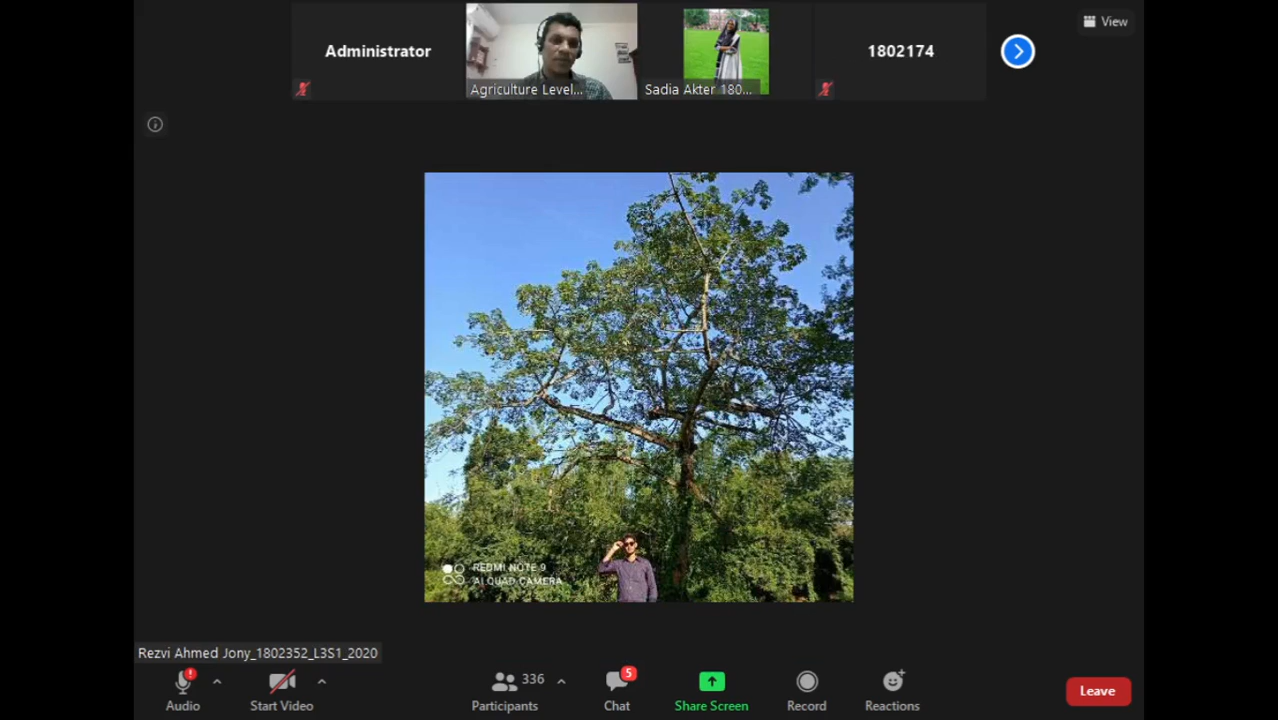 View
Administrator
Agriculture Level...
Sadia Akter 180...
1802174
REDMI NOTE 9
AI QUAD CAMERA
Rezvi Ahmed Jony_1802352_L3S1_2020
336
5
Audio
Start Video
Participants
Chat
Share Screen
Record
Reactions
Leave